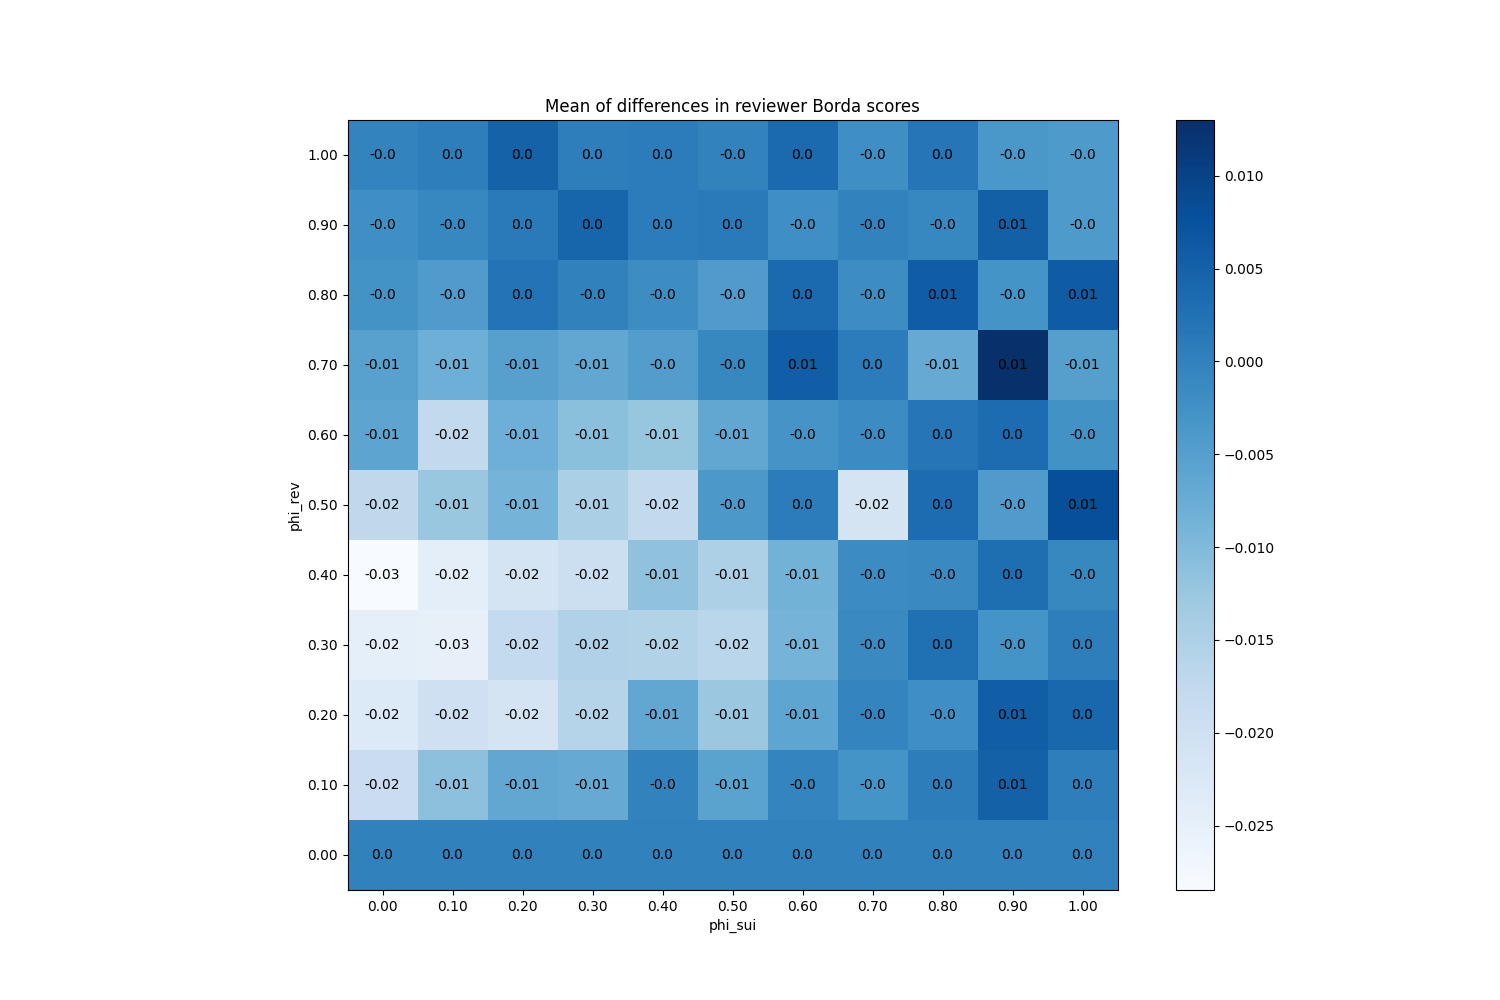 Mean of differences in reviewer Borda scores
1.00 -0.0 0.0 0.0 0.0 0.0 -0.0 0.0 -0.0 0.0 -0.0 -0.0
0.90 -0.0 -0.0 0.0 0.0 0.0 0.0 -0.0 -0.0 -0.0 0.01 -0.0
0.80 -0.0 -0.0 0.0 -0.0 -0.0 -0.0 0.0 -0.0 0.01 -0.0 0.01
0.70 -0.01 -0.01 -0.01 -0.01 -0.0 -0.0 0.01 0.0 -0.01 0.01 -0.01
0.60 -0.01 -0.02 -0.01 -0.01 -0.01 -0.01 -0.0 -0.0 0.0 0.0 -0.0
phi_rev
0.50 -0.02 -0.01 -0.01 -0.01 -0.02 -0.0 0.0 -0.02 0.0 -0.0 0.01
0.40 -0.03 -0.02 -0.02 -0.02 -0.01 -0.01 -0.01 -0.0 -0.0 0.0 -0.0
0.30 -0.02 -0.03 -0.02 -0.02 -0.02 -0.02 -0.01 -0.0 0.0 -0.0 0.0
0.20 -0.02 -0.02 -0.02 -0.02 -0.01 -0.01 -0.01 -0.0 -0.0 0.01 0.0
0.10 -0.02 -0.01 -0.01 -0.01 -0.0 -0.01 -0.0 -0.0 0.0 0.01 0.0
0.00 0.0 0.0 0.0 0.0 0.0 0.0 0.0 0.0 0.0 0.0 0.0
0.00 0.10 0.20 0.30 0.40 0.50 0.60 0.70 0.80 0.90 1.00
phi_sui
0.010
0.005
0.000
−0.005
−0.010
−0.015
−0.020
−0.025